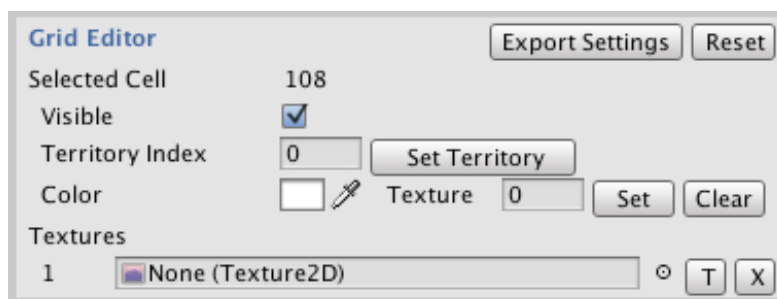 Grid Editor Export Settings Reset
Selected Cell 108
Visible
Territory Index 0 Set Territory
Color Texture 0 Set Clear
Textures
1 None (Texture2D) T X